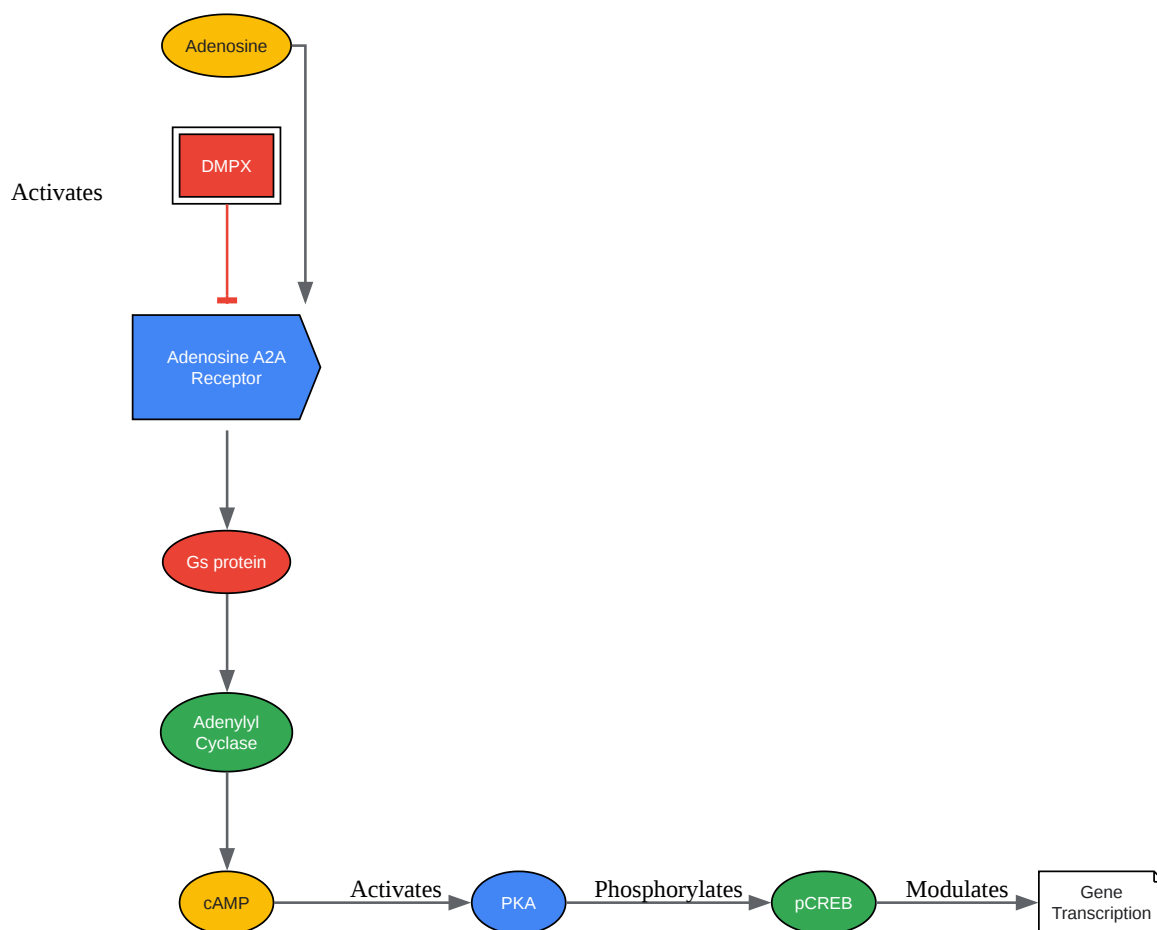 Adenosine
DMPX
Activates
Adenosine A2A
Receptor
Gs protein
Adenylyl
Cyclase
cAMP
Activates
PKA
Phosphorylates
pCREB
Modulates
Gene
Transcription